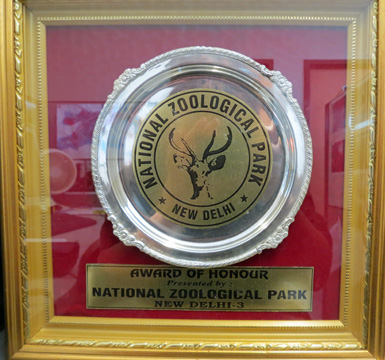 NATIONAL ZOOLOGICAL PARK
★ NEW DELHI ★
AWARD OF HONOUR
Presented by :
NATIONAL ZOOLOGICAL PARK
NEW DELHI-3